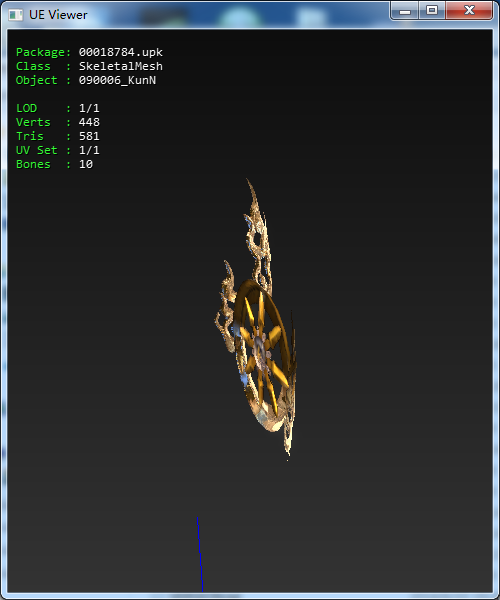 UE Viewer
Package: 00018784.upk
Class  : SkeletalMesh
Object : 090006_KunN
LOD    : 1/1
Verts  : 448
Tris   : 581
UV Set : 1/1
Bones  : 10